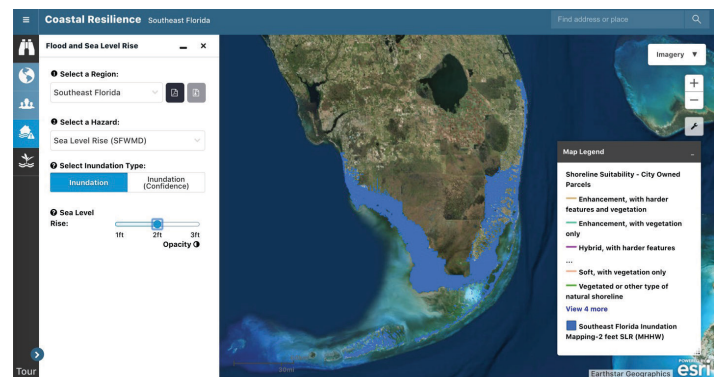 Coastal Resilience Southeast Florida
Find address or place
Flood and Sea Level Rise
Select a Region:
Southeast Florida
Select a Hazard:
Sea Level Rise (SFWMD)
Select Inundation Type:
Inundation
Inundation
(Confidence)
Sea Level
Rise:
1ft 2ft 3ft
Opacity
Tour
Imagery
Map Legend
Shoreline Suitability - City Owned
Parcels
Enhancement, with harder
features and vegetation
Enhancement, with vegetation
only
Hybrid, with harder features
...
Soft, with vegetation only
Vegetated or other type of
natural shoreline
View 4 more
Southeast Florida Inundation
Mapping-2 feet SLR (MHHW)
30mi
Earthstar Geographics
POWERED BY
esri